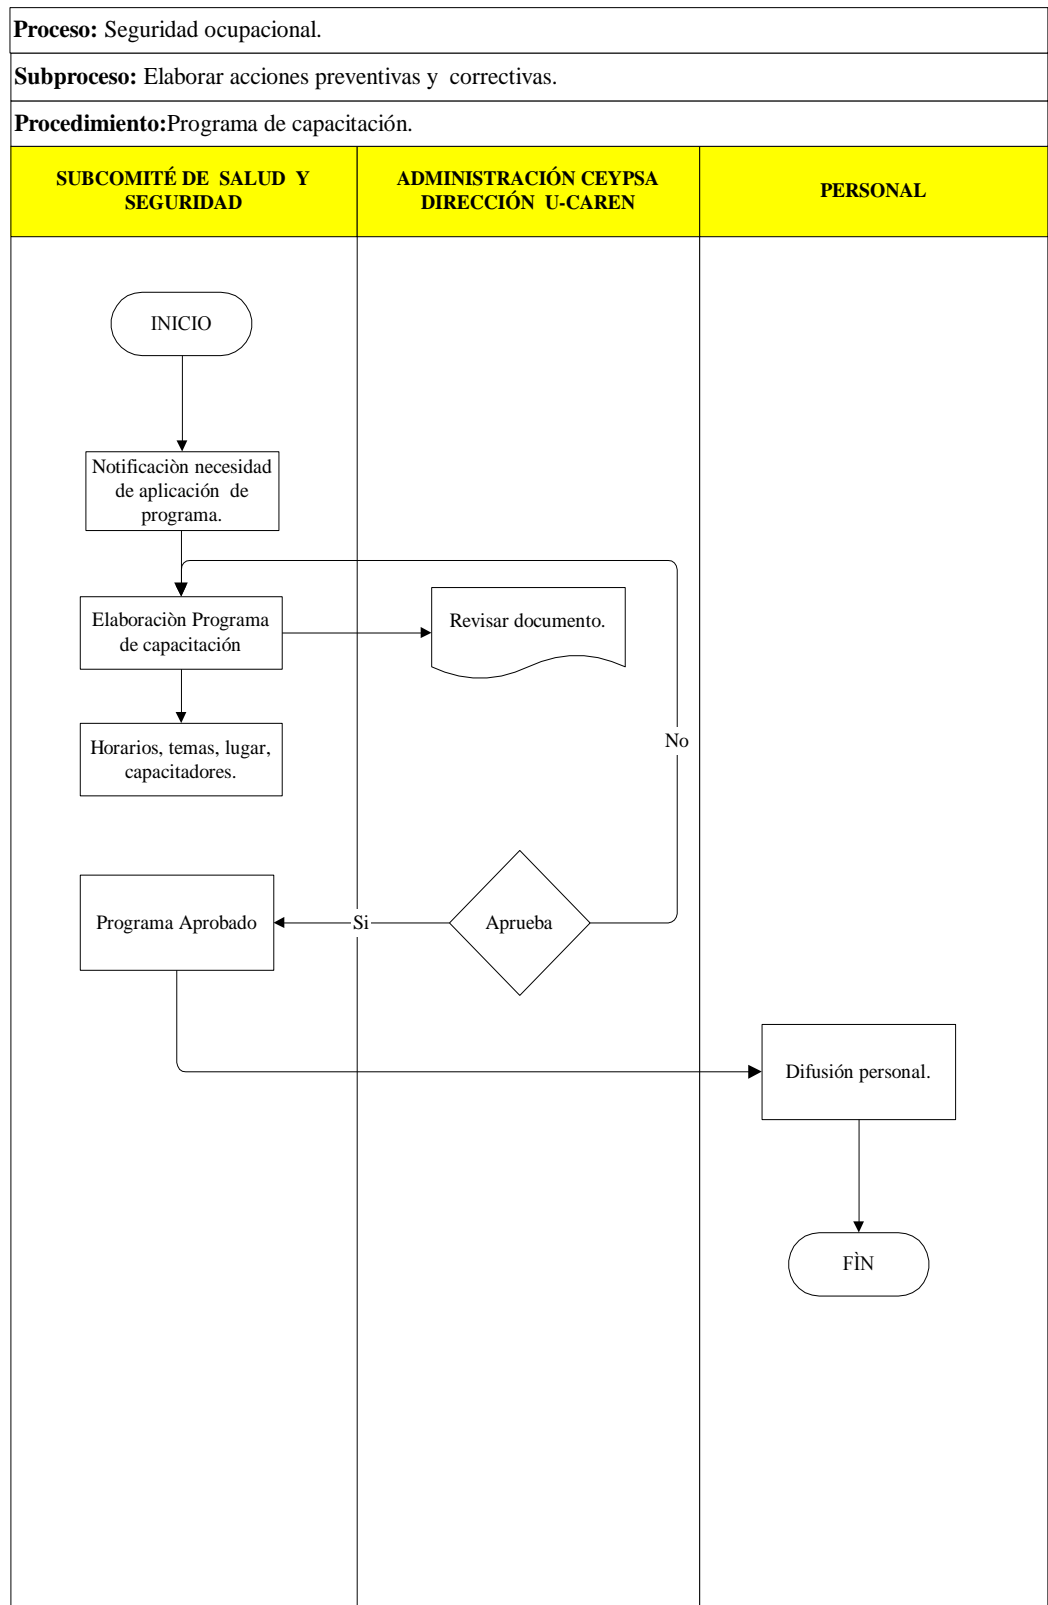 Proceso: Seguridad ocupacional.
Subproceso: Elaborar acciones preventivas y correctivas.
Procedimiento:Programa de capacitación.
SUBCOMITÉ DE SALUD Y
SEGURIDAD
ADMINISTRACIÓN CEYPSA
DIRECCIÓN U-CAREN
PERSONAL
INICIO
Notificaciòn necesidad
de aplicación de
programa.
Elaboraciòn Programa
de capacitación
Revisar documento.
Horarios, temas, lugar,
capacitadores.
No
Programa Aprobado
Si
Aprueba
Difusión personal.
FÌN